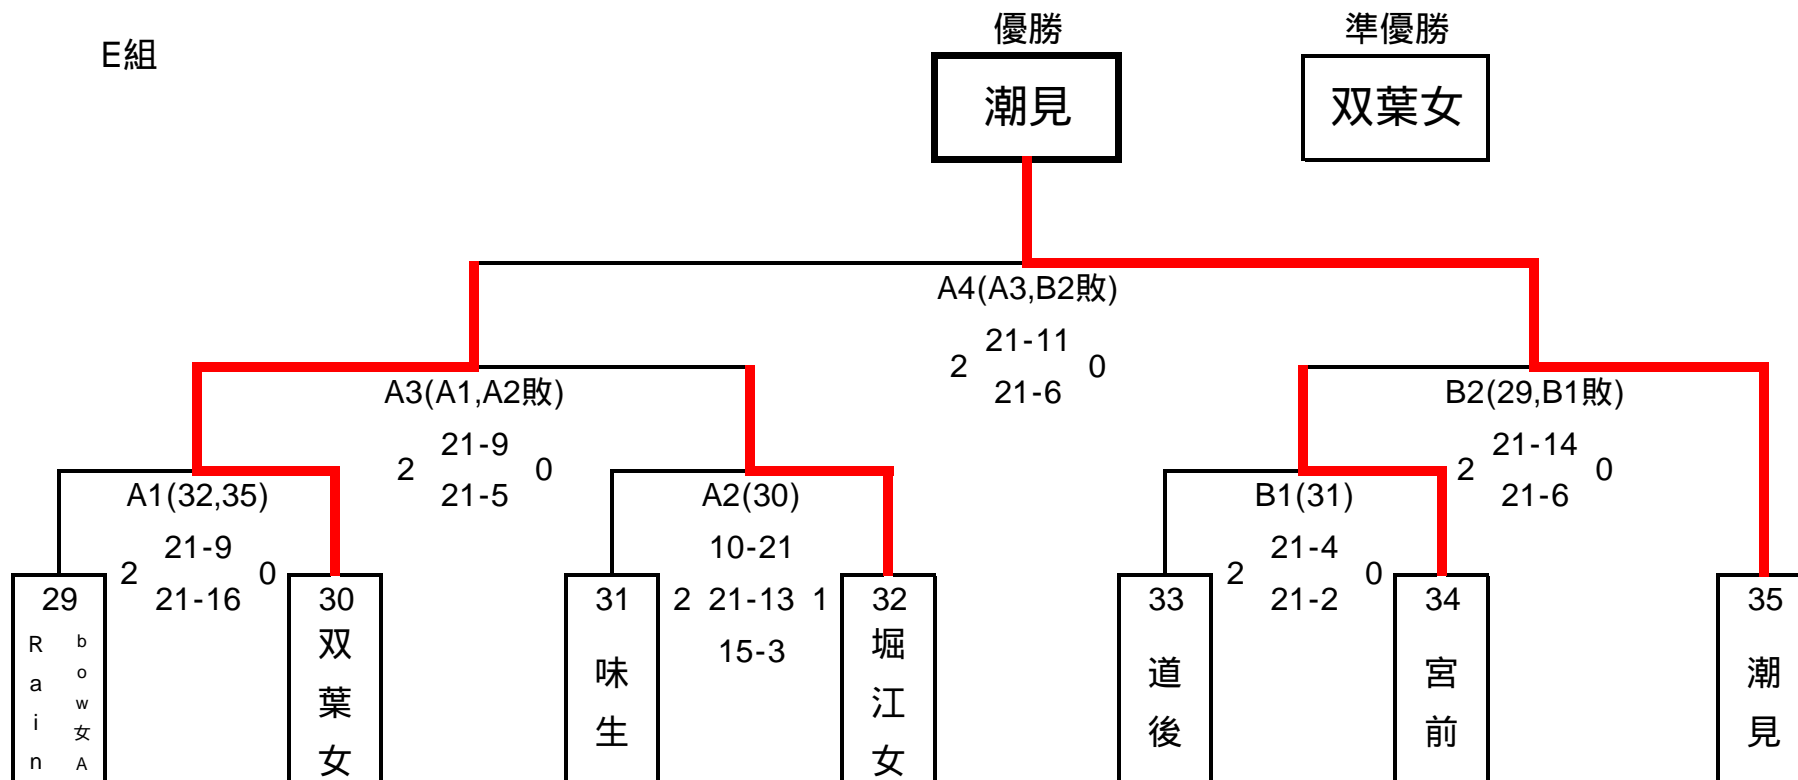 E組
優勝
準優勝
潮見
双葉女
A4(A3,B2敗)
21-11
2 0
21-6
A3(A1,A2敗)
21-9
2 0
21-5
B2(29,B1敗)
21-14
2 0
21-6
A1(32,35)
21-9
2 0
21-16
A2(30)
10-21
2 21-13 1
15-3
B1(31)
21-4
2 0
21-2
29
Rain
bow女A
30
双葉女
31
味生
32
堀江女
33
道後
34
宮前
35
潮見